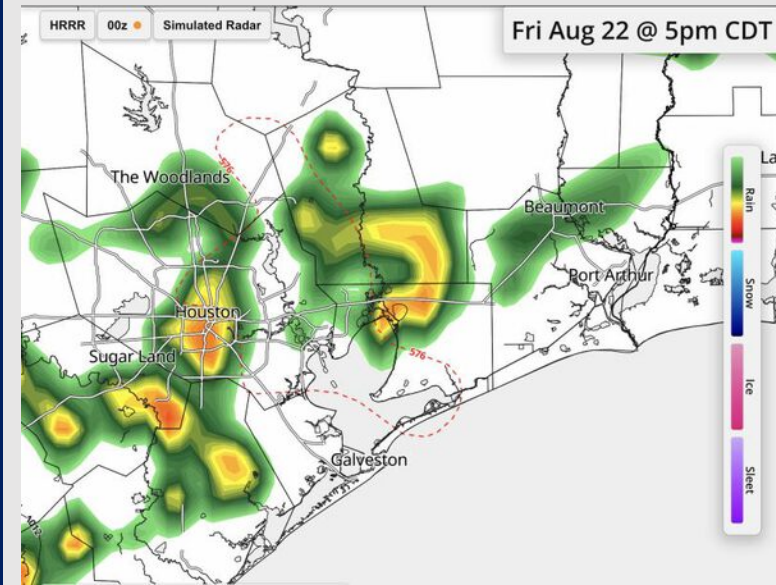 HRRR 00z Simulated Radar
Fri Aug 22 @ 5pm CDT
La
The Woodlands
576
Rain
Beaumont
Port Arthur
Snow
Houston
Sugar Land
576
Ice
Galveston
Sleet